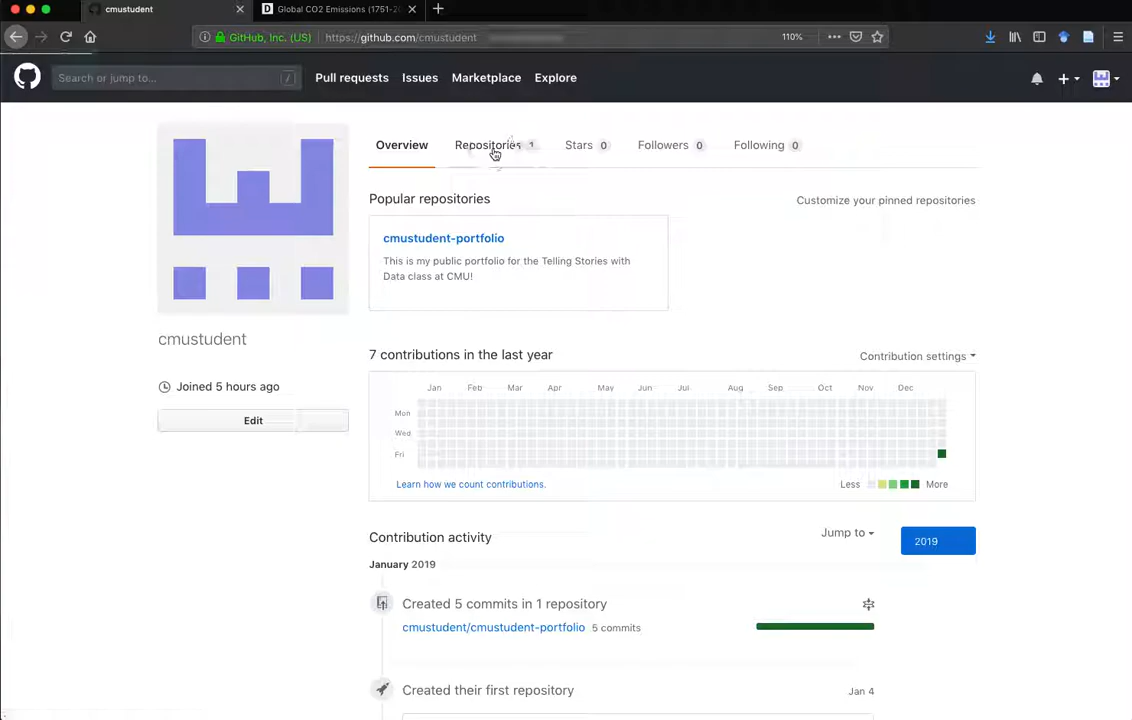 cmustudent
D Global CO2 Emissions (1751-2
GitHub, Inc. (US) https://github.com/cmustudent 110%
Search or jump to... / Pull requests Issues Marketplace Explore
Overview Repositories 1 Stars 0 Followers 0 Following 0
Popular repositories Customize your pinned repositories
cmustudent-portfolio
This is my public portfolio for the Telling Stories with
Data class at CMU!
cmustudent
Joined 5 hours ago
Edit
7 contributions in the last year Contribution settings
Jan Feb Mar Apr May Jun Jul Aug Sep Oct Nov Dec
Mon
Wed
Fri
Learn how we count contributions. Less More
Contribution activity Jump to 2019
January 2019
Created 5 commits in 1 repository
cmustudent/cmustudent-portfolio 5 commits
Created their first repository Jan 4